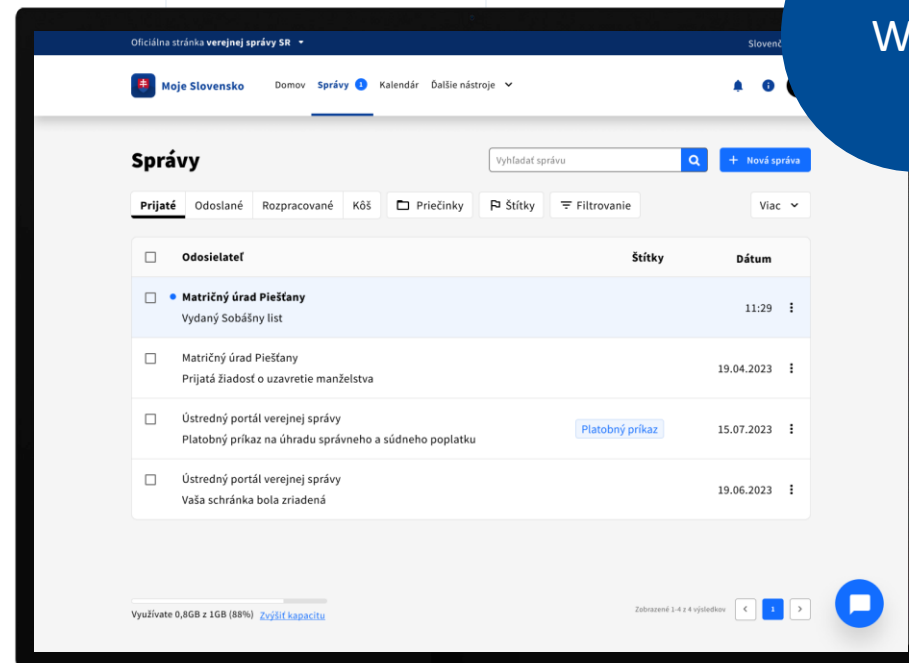 W
Oficiálna stránka verejnej správy SR
Moje Slovensko Domov Správy 1 Kalendár Ďalšie nástroje
Správy Vyhľadať správu + Nová správa
Prijaté Odoslané Rozpracované Kôš Priečinky Štítky Filtrovanie Viac
Odosielateľ Štítky Dátum
Matričný úrad Piešťany
Vydaný Sobášny list 11:29
Matričný úrad Piešťany
Prijatá žiadosť o uzavretie manželstva 19.04.2023
Ústredný portál verejnej správy
Platobný príkaz na úhradu správneho a súdneho poplatku Platobný príkaz 15.07.2023
Ústredný portál verejnej správy
Vaša schránka bola zriadená 19.06.2023
Využívate 0,8GB z 1GB (88%) Zvýšiť kapacitu Zobrazené 1-4 z 4 výsledkov 1